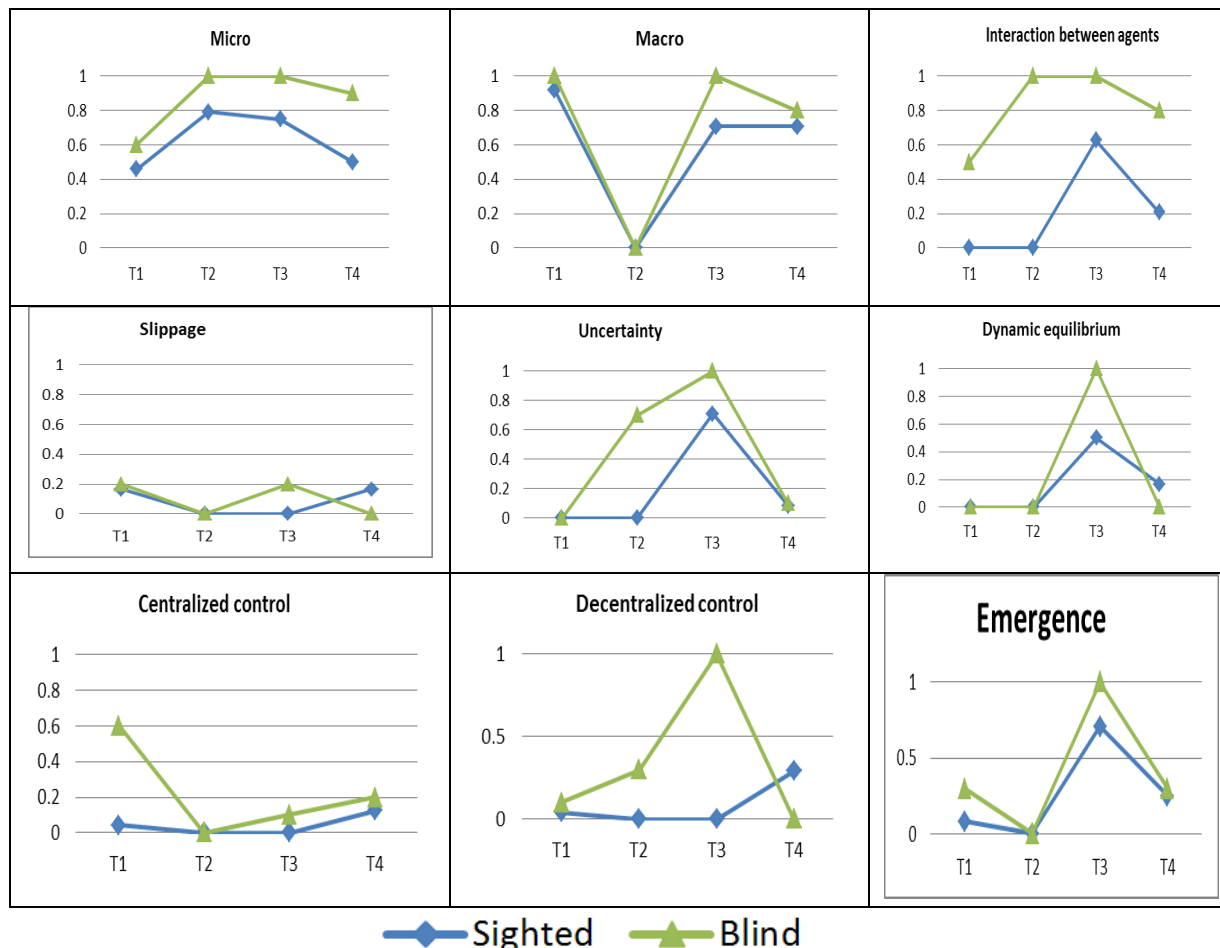 Micro
1
0.8
0.6
0.4
0.2
0
T1 T2 T3 T4
Macro
1
0.8
0.6
0.4
0.2
0
T1 T2 T3 T4
Interaction between agents
1
0.8
0.6
0.4
0.2
0
T1 T2 T3 T4
Slippage
1
0.8
0.6
0.4
0.2
0
T1 T2 T3 T4
Uncertainty
1
0.8
0.6
0.4
0.2
0
T1 T2 T3 T4
Dynamic equilibrium
1
0.8
0.6
0.4
0.2
0
T1 T2 T3 T4
Centralized control
1
0.8
0.6
0.4
0.2
0
T1 T2 T3 T4
Decentralized control
1
0.5
0
T1 T2 T3 T4
Emergence
1
0.5
0
T1 T2 T3 T4
Sighted Blind